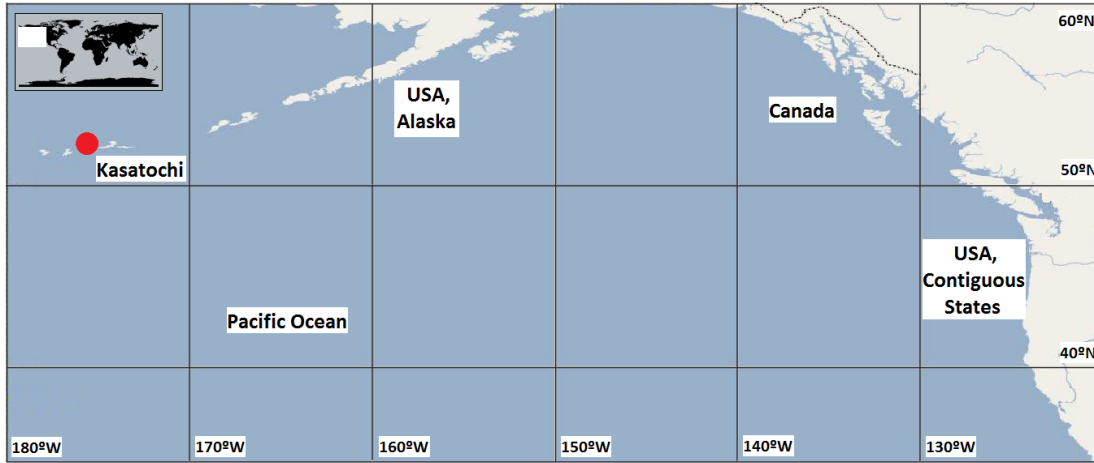 60ºN
USA,
Alaska
Canada
Kasatochi
50ºN
USA,
Contiguous
States
Pacific Ocean
40ºN
180ºW
170ºW
160ºW
150ºW
140ºW
130ºW